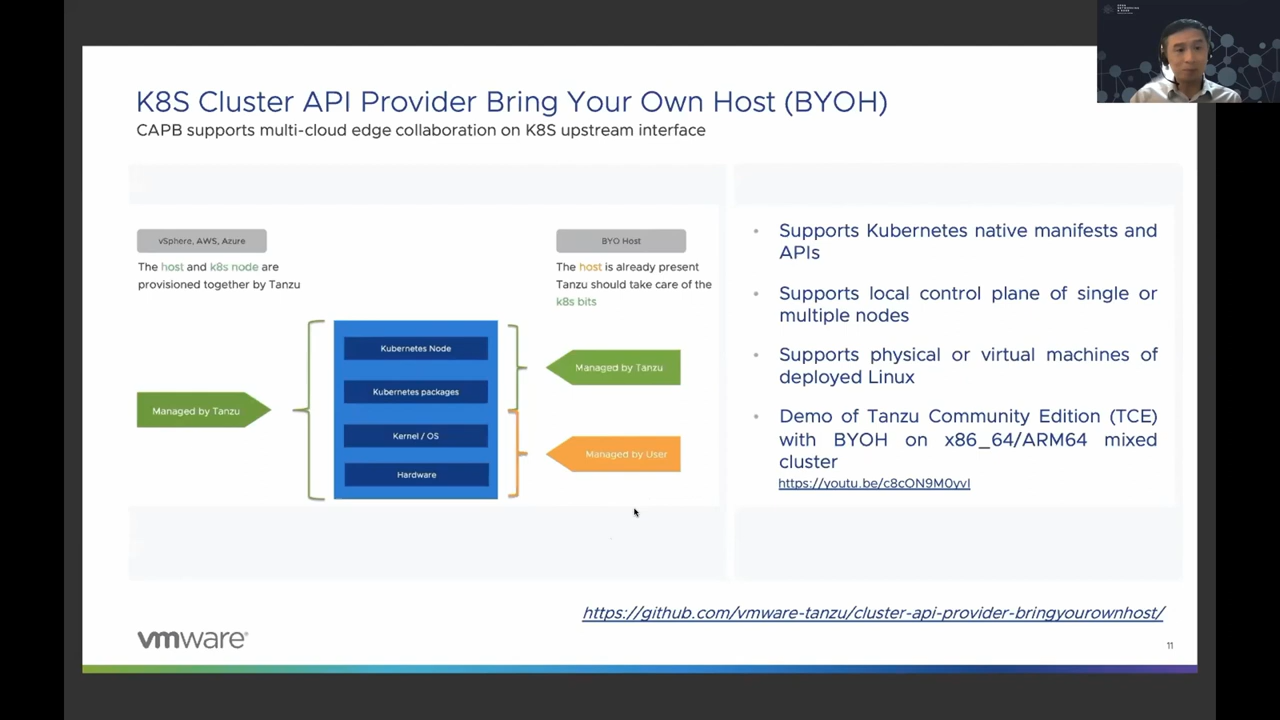 K8S Cluster API Provider Bring Your Own Host (BYOH)
CAPB supports multi-cloud edge collaboration on K8S upstream interface
vSphere, AWS, Azure
The host and k8s node are
provisioned together by Tanzu
BYO Host
The host is already present
Tanzu should take care of the
k8s bits
Managed by Tanzu
Kubernetes Node
Kubernetes packages
Kernel / OS
Hardware
Managed by Tanzu
Managed by User
• Supports Kubernetes native manifests and
APIs
• Supports local control plane of single or
multiple nodes
• Supports physical or virtual machines of
deployed Linux
• Demo of Tanzu Community Edition (TCE)
with BYOH on x86_64/ARM64 mixed
cluster
https://youtu.be/c8cON9M0yvI
https://github.com/vmware-tanzu/cluster-api-provider-bringyourownhost/
vmware®
11